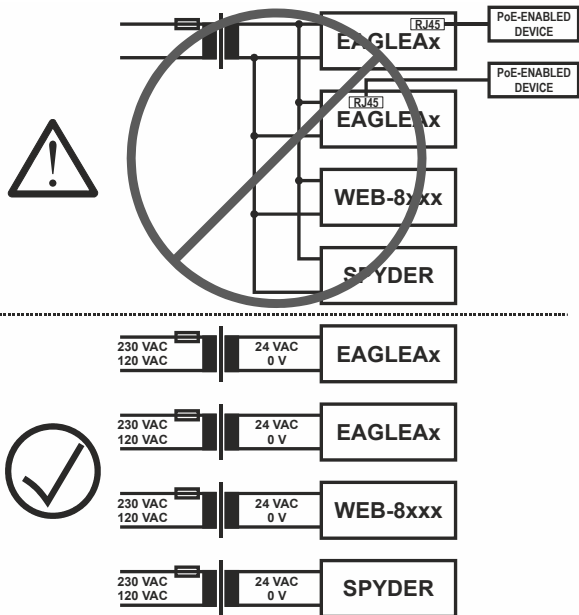 RJ45
EAGLEAx
PoE-ENABLED
DEVICE
PoE-ENABLED
DEVICE
RJ45
EAGLEAx
WEB-8xxx
SPYDER
230 VAC
120 VAC
24 VAC
0 V
EAGLEAx
230 VAC
120 VAC
24 VAC
0 V
EAGLEAx
230 VAC
120 VAC
24 VAC
0 V
WEB-8xxx
230 VAC
120 VAC
24 VAC
0 V
SPYDER